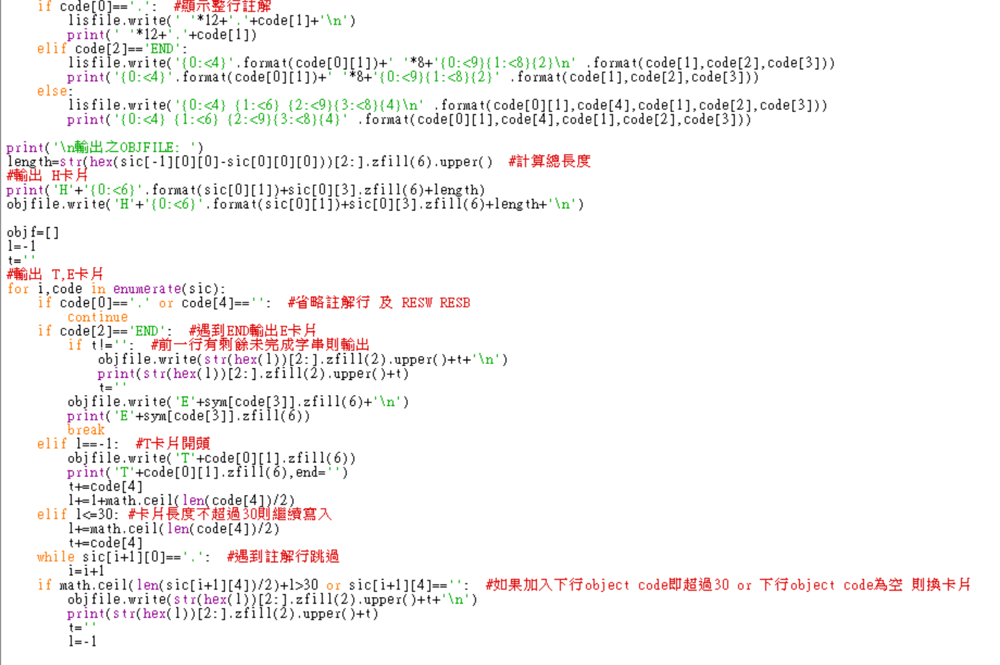 if code[0]=='.':  #顯示整行註解
        lisfile.write(' '*12+'.'+code[1]+'\n')
        print(' '*12+'.'+code[1])
    elif code[2]=='END':
        lisfile.write('{0:<4}'.format(code[0][1])+' '*8+'{0:<9}{1:<8}{2}\n' .format(code[1],code[2],code[3]))
        print('{0:<4}'.format(code[0][1])+' '*8+'{0:<9}{1:<8}{2}' .format(code[1],code[2],code[3]))
    else:
        lisfile.write('{0:<4} {1:<6} {2:<9}{3:<8}{4}\n' .format(code[0][1],code[4],code[1],code[2],code[3]))
        print('{0:<4} {1:<6} {2:<9}{3:<8}{4}' .format(code[0][1],code[4],code[1],code[2],code[3]))

print('\n輸出之OBJFILE: ')
length=str(hex(sic[-1][0][0]-sic[0][0][0]))[2:].zfill(6).upper()  #計算總長度
#輸出 H卡片
print('H'+'{0:<6}'.format(sic[0][1])+sic[0][3].zfill(6)+length)
objfile.write('H'+'{0:<6}'.format(sic[0][1])+sic[0][3].zfill(6)+length+'\n')

objf=[]
l=-1
t=''
#輸出 T,E卡片
for i,code in enumerate(sic):
    if code[0]=='.' or code[4]=='':  #省略註解行 及 RESW RESB
        continue
    if code[2]=='END':  #遇到END輸出E卡片
        if t!='':  #前一行有剩餘未完成字串則輸出
            objfile.write(str(hex(l))[2:].zfill(2).upper()+t+'\n')
            print(str(hex(l))[2:].zfill(2).upper()+t)
            t=''
        objfile.write('E'+sym[code[3]].zfill(6)+'\n')
        print('E'+sym[code[3]].zfill(6))
        break
    elif l==-1:  #T卡片開頭
        objfile.write('T'+code[0][1].zfill(6))
        print('T'+code[0][1].zfill(6),end='')
        t+=code[4]
        l+=1+math.ceil(len(code[4])/2)
    elif l<=30: #卡片長度不超過30則繼續寫入
        l+=math.ceil(len(code[4])/2)
        t+=code[4]
    while sic[i+1][0]=='.':  #遇到註解行跳過
        i=i+1
    if math.ceil(len(sic[i+1][4])/2)+l>30 or sic[i+1][4]=='':  #如果加入下行object code即超過30 or 下行object code為空 則換卡片
        objfile.write(str(hex(l))[2:].zfill(2).upper()+t+'\n')
        print(str(hex(l))[2:].zfill(2).upper()+t)
        t=''
        l=-1